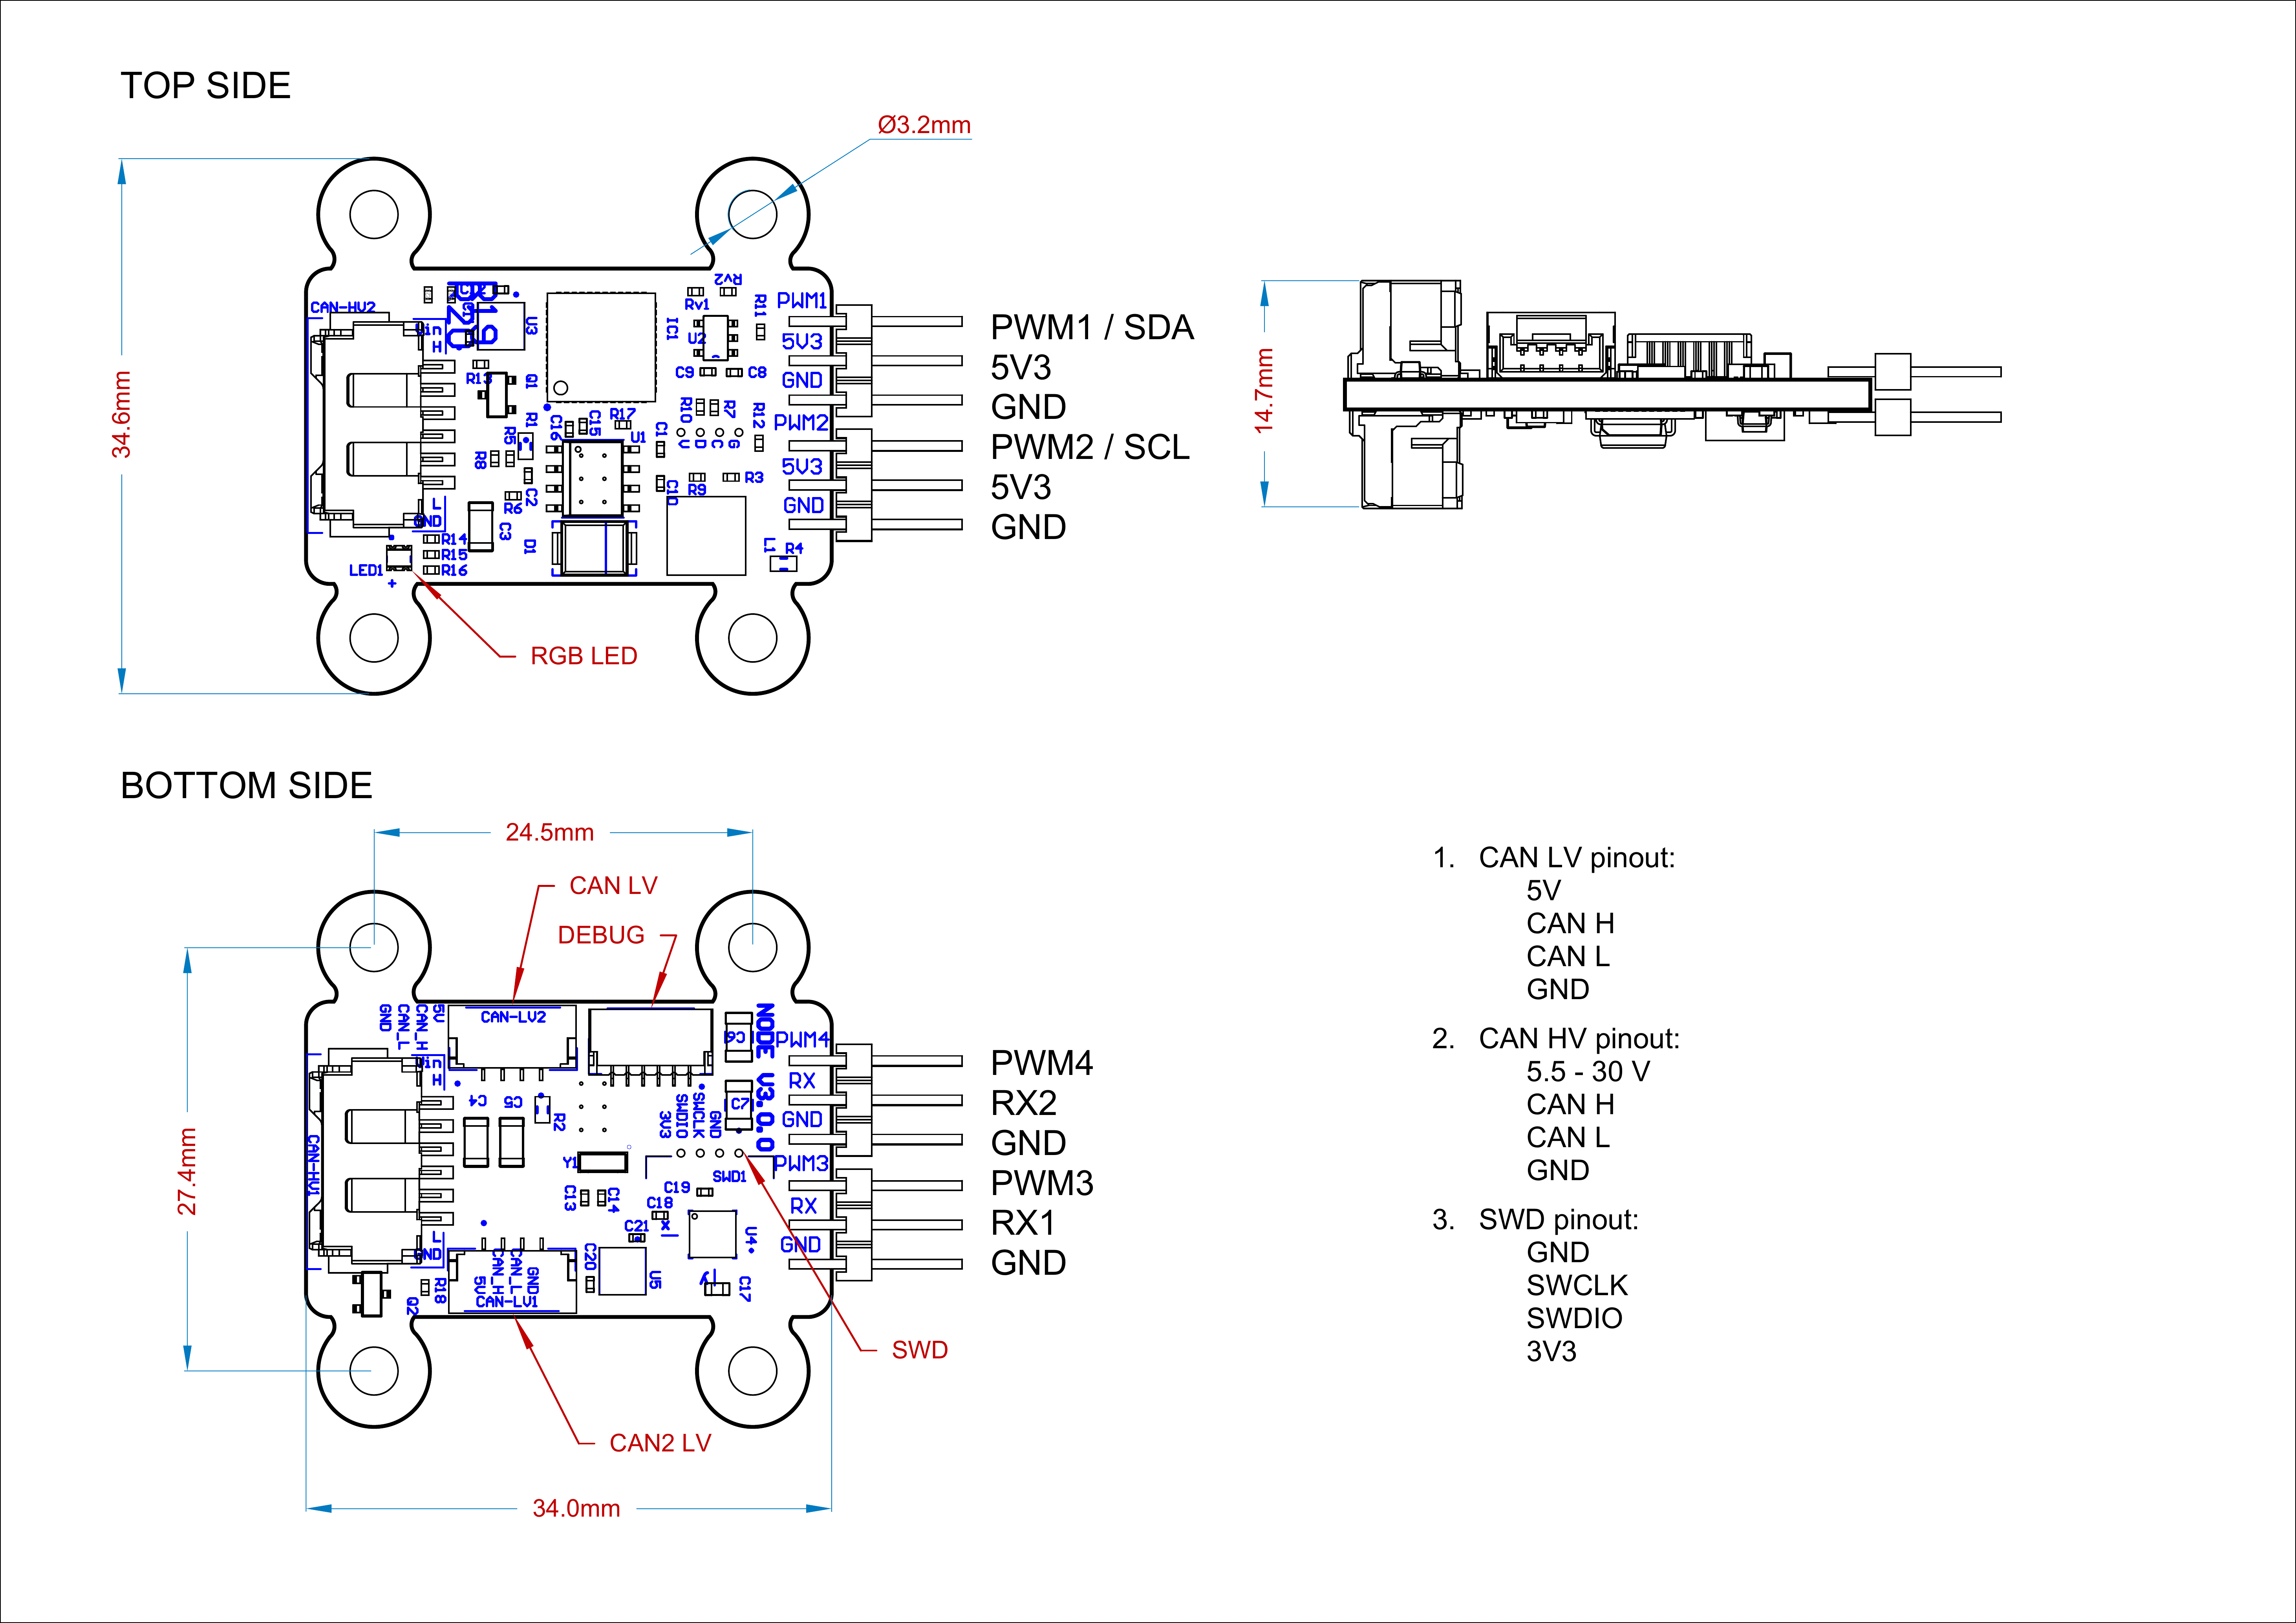 TOP SIDE
Ø3.2mm
34.6mm
14.7mm
CAN-HV2
Vin
H
L
GND
R19
R20
U3
IC1
Rv2
Rv1
R11
U2
C9
C8
R13
Q1
R1
R5
R8
C2
R6
C3
C16
C15
R17
U1
C1
C10
R10
R7
R12
V
D
C
G
R9
R3
D1
L1
R4
R14
R15
R16
LED1
+
PWM1
5V3
GND
PWM2
5V3
GND
PWM1 / SDA
5V3
GND
PWM2 / SCL
5V3
GND
RGB LED
BOTTOM SIDE
24.5mm
CAN LV
DEBUG
27.4mm
GND
CAN_L
CAN_H
5V
CAN-LV2
C6
NODE V3.0.0
Vin
H
CAN-HV1
C4
C5
R2
3V3
SWDIO
SWCLK
GND
C7
Y1
SWD1
C13
C14
C19
C18
x
C21
U4
y
C20
U5
C17
L
GND
Q2
R18
5V
CAN_H
CAN_L
GND
CAN-LV1
PWM4
RX
GND
PWM3
RX
GND
PWM4
RX2
GND
PWM3
RX1
GND
SWD
CAN2 LV
34.0mm
1. CAN LV pinout:
5V
CAN H
CAN L
GND
2. CAN HV pinout:
5.5 - 30 V
CAN H
CAN L
GND
3. SWD pinout:
GND
SWCLK
SWDIO
3V3